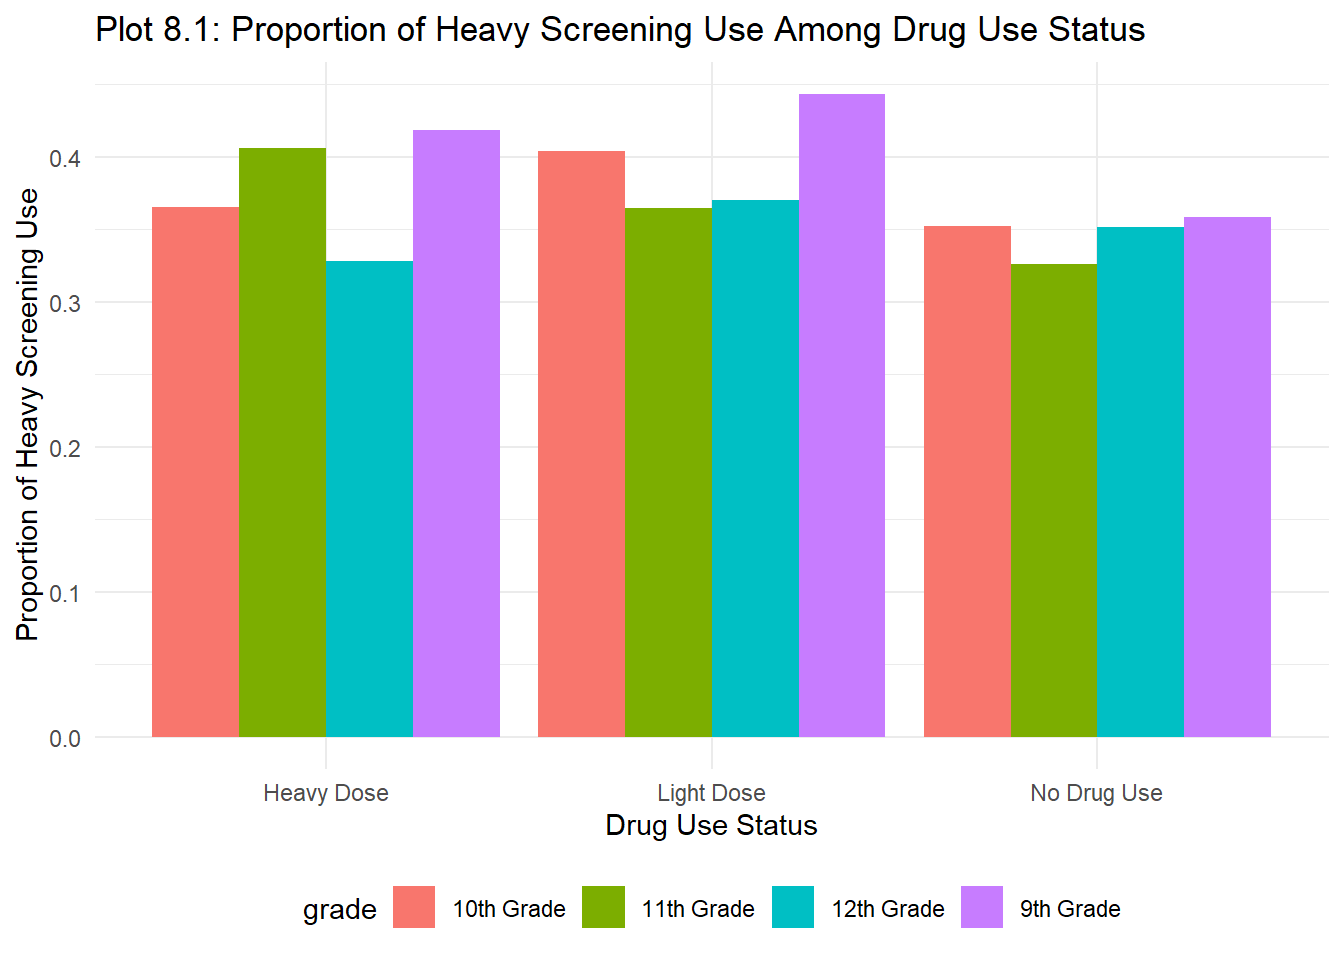 Plot 8.1: Proportion of Heavy Screening Use Among Drug Use Status
Proportion of Heavy Screening Use
0.4
0.3
0.2
0.1
0.0
Heavy Dose
Light Dose
No Drug Use
Drug Use Status
grade
10th Grade
11th Grade
12th Grade
9th Grade